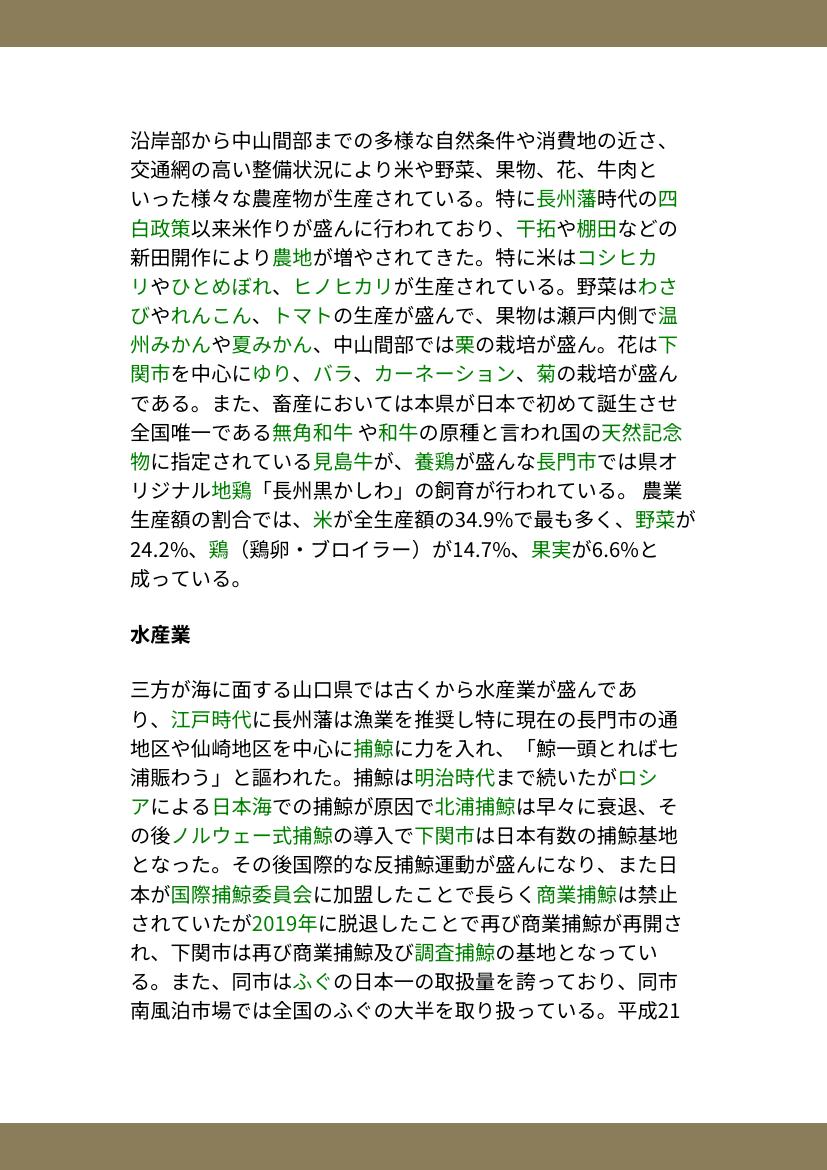 沿岸部から中山間部までの多様な自然条件や消費地の近さ、
交通網の高い整備状況により米や野菜、果物、花、牛肉と
いった様々な農産物が生産されている。特に長州藩時代の四
白政策以来米作りが盛んに行われており、干拓や棚田などの
新田開作により農地が増やされてきた。特に米はコシヒカ
リやひとめぼれ、ヒノヒカリが生産されている。野菜はわさ
びやれんこん、トマトの生産が盛んで、果物は瀬戸内側で温
州みかんや夏みかん、中山間部では栗の栽培が盛ん。花は下
関市を中心にゆり、バラ、カーネーション、菊の栽培が盛ん
である。また、畜産においては本県が日本で初めて誕生させ
全国唯一である無角和牛 や和牛の原種と言われ国の天然記念
物に指定されている見島牛が、養鶏が盛んな長門市では県オ
リジナル地鶏「長州黒かしわ」の飼育が行われている。 農業
生産額の割合では、米が全生産額の34.9%で最も多く、野菜が
24.2%、鶏（鶏卵・ブロイラー）が14.7%、果実が6.6%と
成っている。
水産業
三方が海に面する山口県では古くから水産業が盛んであ
り、江戸時代に長州藩は漁業を推奨し特に現在の長門市の通
地区や仙崎地区を中心に捕鯨に力を入れ、「鯨一頭とれば七
浦賑わう」と謳われた。捕鯨は明治時代まで続いたがロシ
アによる日本海での捕鯨が原因で北浦捕鯨は早々に衰退、そ
の後ノルウェー式捕鯨の導入で下関市は日本有数の捕鯨基地
となった。その後国際的な反捕鯨運動が盛んになり、また日
本が国際捕鯨委員会に加盟したことで長らく商業捕鯨は禁止
されていたが2019年に脱退したことで再び商業捕鯨が再開さ
れ、下関市は再び商業捕鯨及び調査捕鯨の基地となってい
る。また、同市はふぐの日本一の取扱量を誇っており、同市
南風泊市場では全国のふぐの大半を取り扱っている。平成21